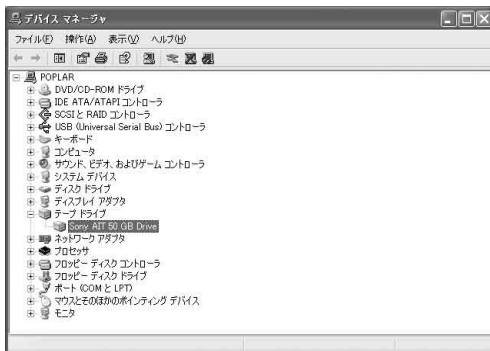 デバイス マネージャ
ファイル(F) 操作(A) 表示(V) ヘルプ(H)
POPLAR
DVD/CD-ROM ドライブ
IDE ATA/ATAPI コントローラ
SCSI と RAID コントローラ
USB (Universal Serial Bus) コントローラ
キーボード
コンピュータ
サウンド、ビデオ、およびゲーム コントローラ
システム デバイス
ディスク ドライブ
ディスプレイ アダプタ
テープ ドライブ
Sony AIT 50 GB Drive
ネットワーク アダプタ
プロセッサ
フロッピー ディスク コントローラ
フロッピー ディスク ドライブ
ポート (COM と LPT)
マウスとそのほかのポインティング デバイス
モニタ